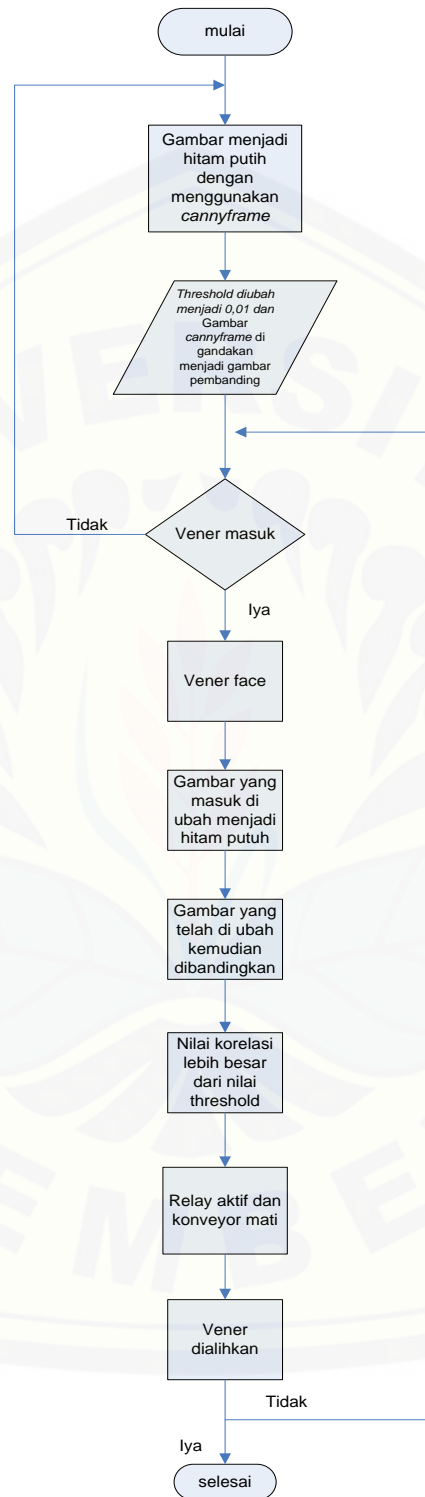 mulai
Gambar menjadi
hitam putih
dengan
menggunakan
cannyframe
Threshold diubah
menjadi 0,01 dan
Gambar
cannyframe di
gandakan
menjadi gambar
pembanding
Vener masuk
Tidak
Iya
Vener face
Gambar yang
masuk di
ubah menjadi
hitam putuh
Gambar yang
telah di ubah
kemudian
dibandingkan
Nilai korelasi
lebih besar
dari nilai
threshold
Relay aktif dan
konveyor mati
Vener
dialihkan
Tidak
Iya
selesai